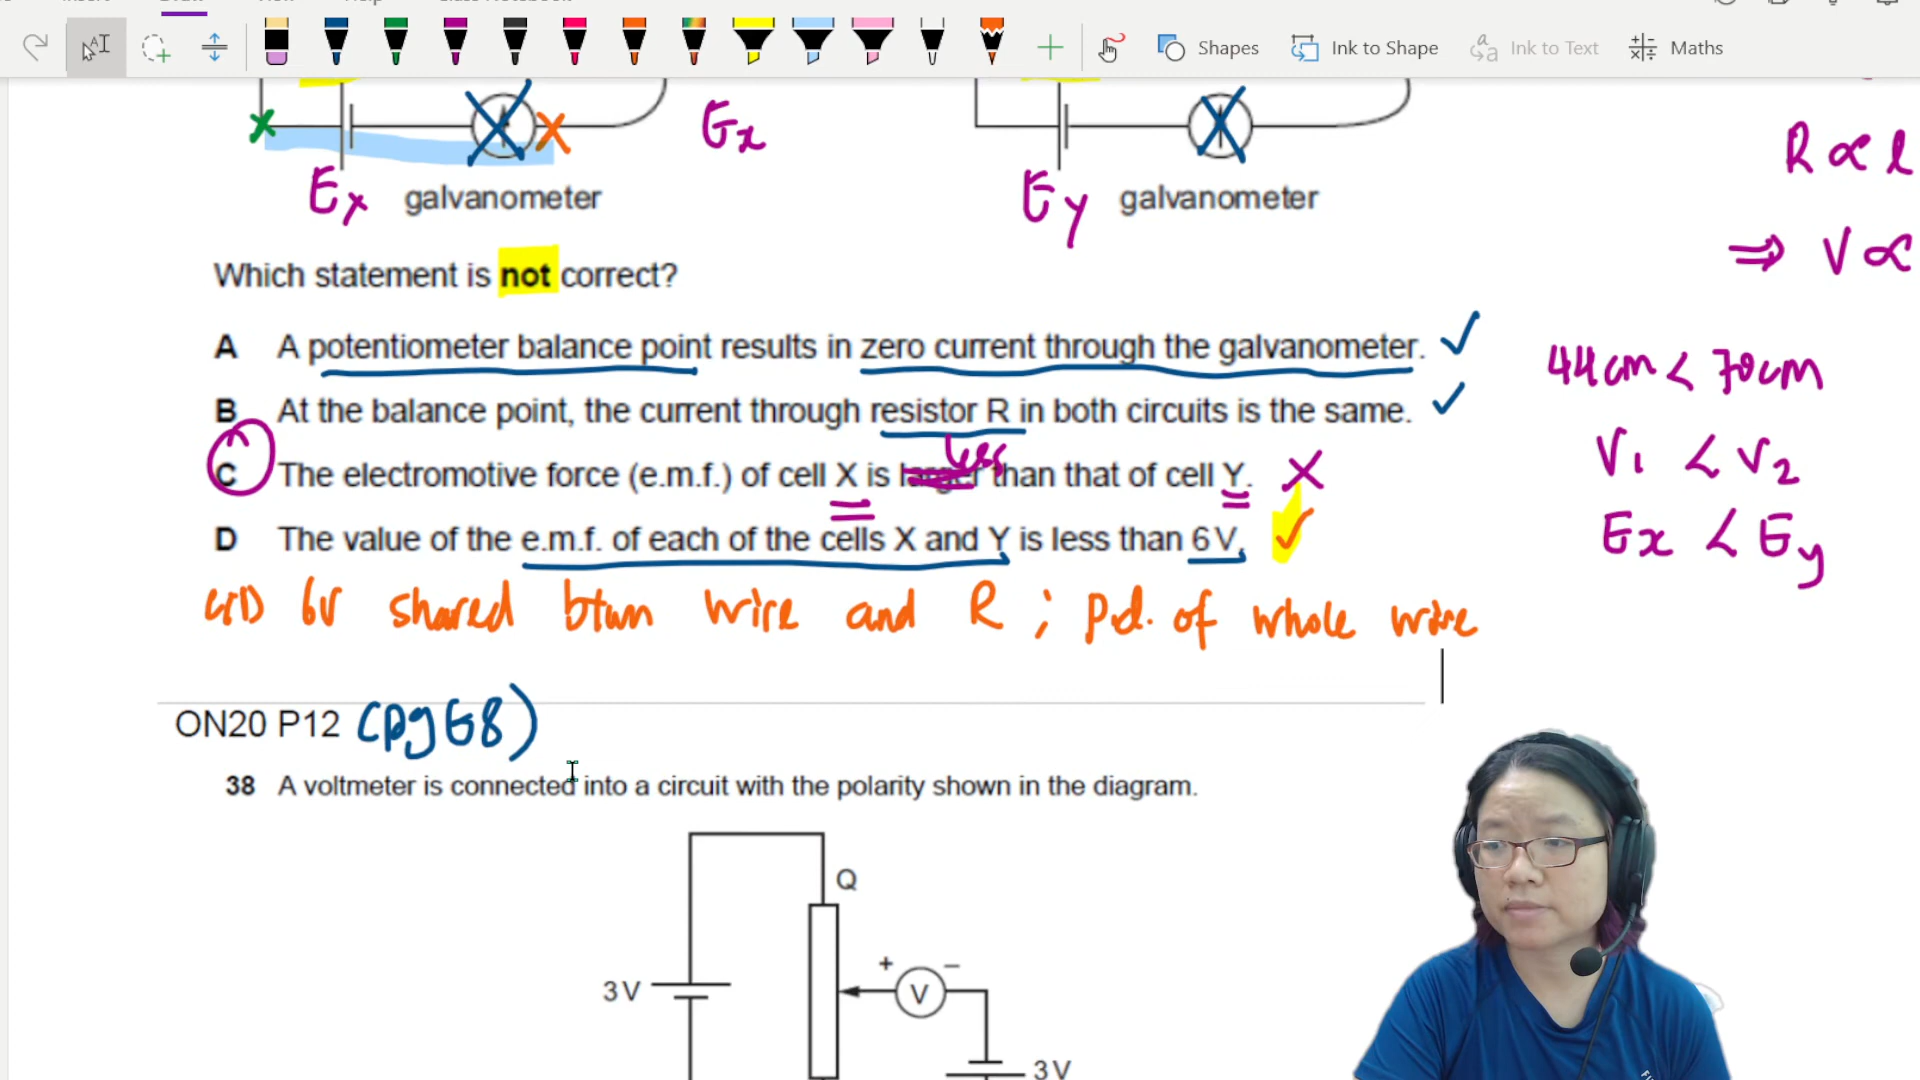 Shapes Ink to Shape Ink to Text Maths
Ex
R ∝ l
Ex galvanometer
Ey galvanometer
⇒ V ∝
Which statement is not correct?
A A potentiometer balance point results in zero current through the galvanometer.
44cm < 70cm
B At the balance point, the current through resistor R in both circuits is the same.
less
V1 < V2
C The electromotive force (e.m.f.) of cell X is larger than that of cell Y.
Ex < Ey
D The value of the e.m.f. of each of the cells X and Y is less than 6 V.
6V shared btwn wire and R ; p.d. of whole wire
ON20 P12 (pg 68)
38 A voltmeter is connected into a circuit with the polarity shown in the diagram.
Q
+ −
3 V V
3 V